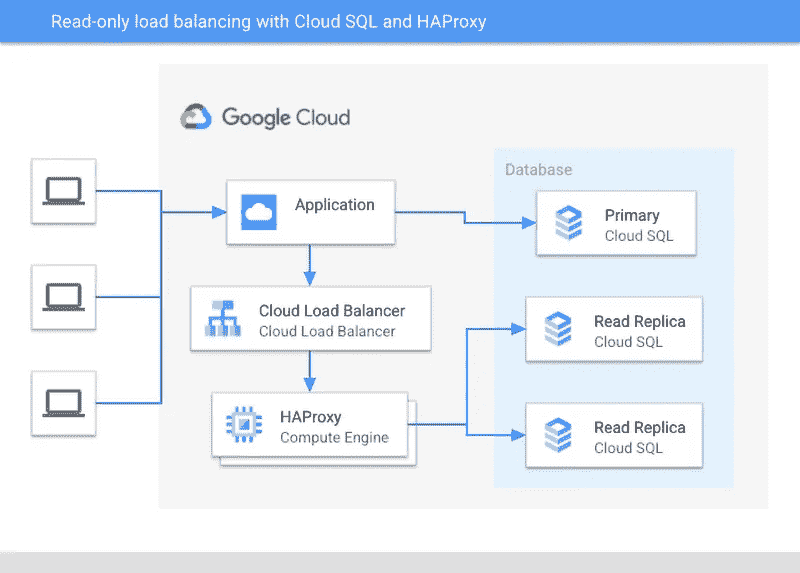 Read-only load balancing with Cloud SQL and HAProxy
Google Cloud
Application
Database
Primary
Cloud SQL
Cloud Load Balancer
Cloud Load Balancer
Read Replica
Cloud SQL
HAProxy
Compute Engine
Read Replica
Cloud SQL